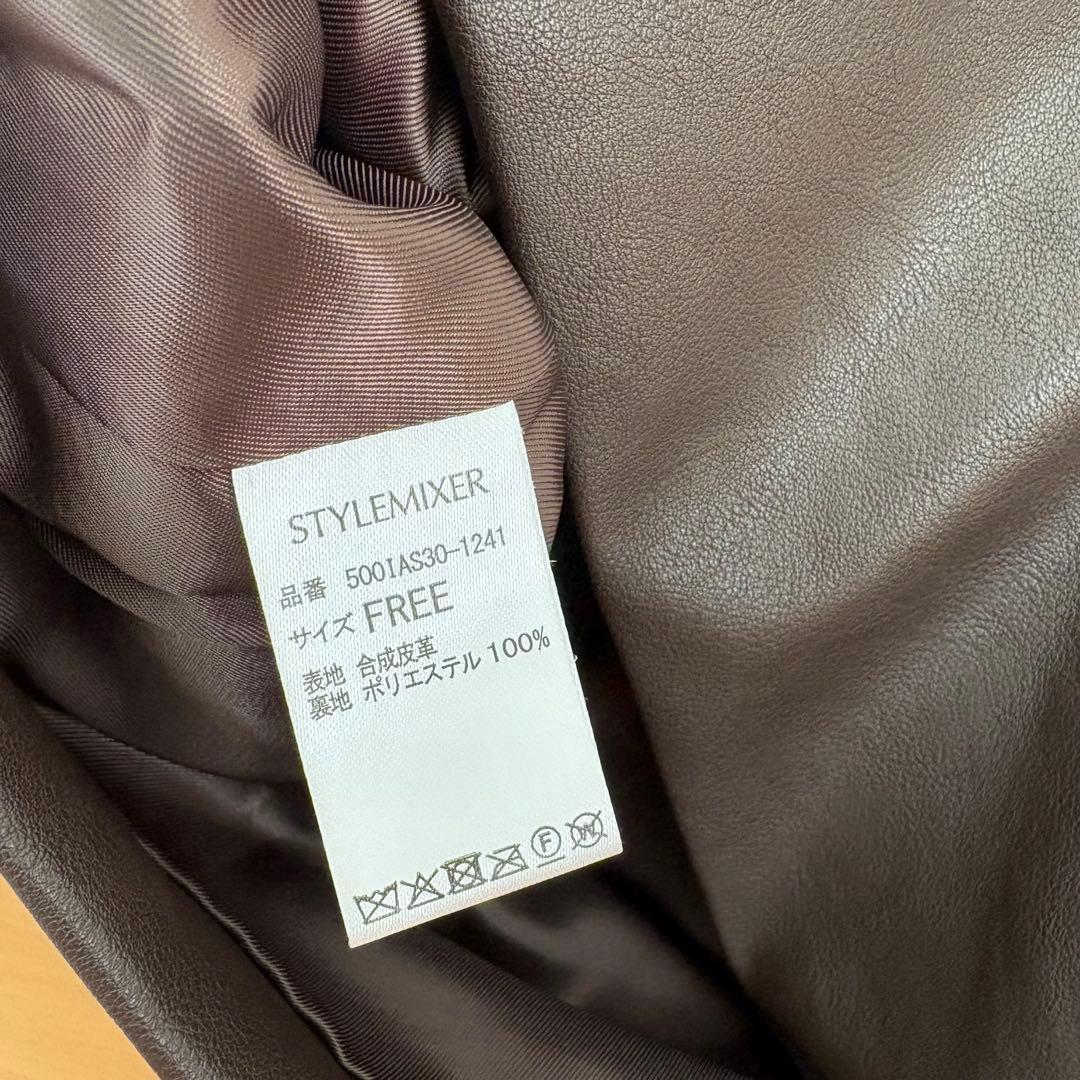 STYLEMIXER
品番 500IAS30-1241
サイズ FREE
表地 合成皮革
裏地 ポリエステル 100%
F W